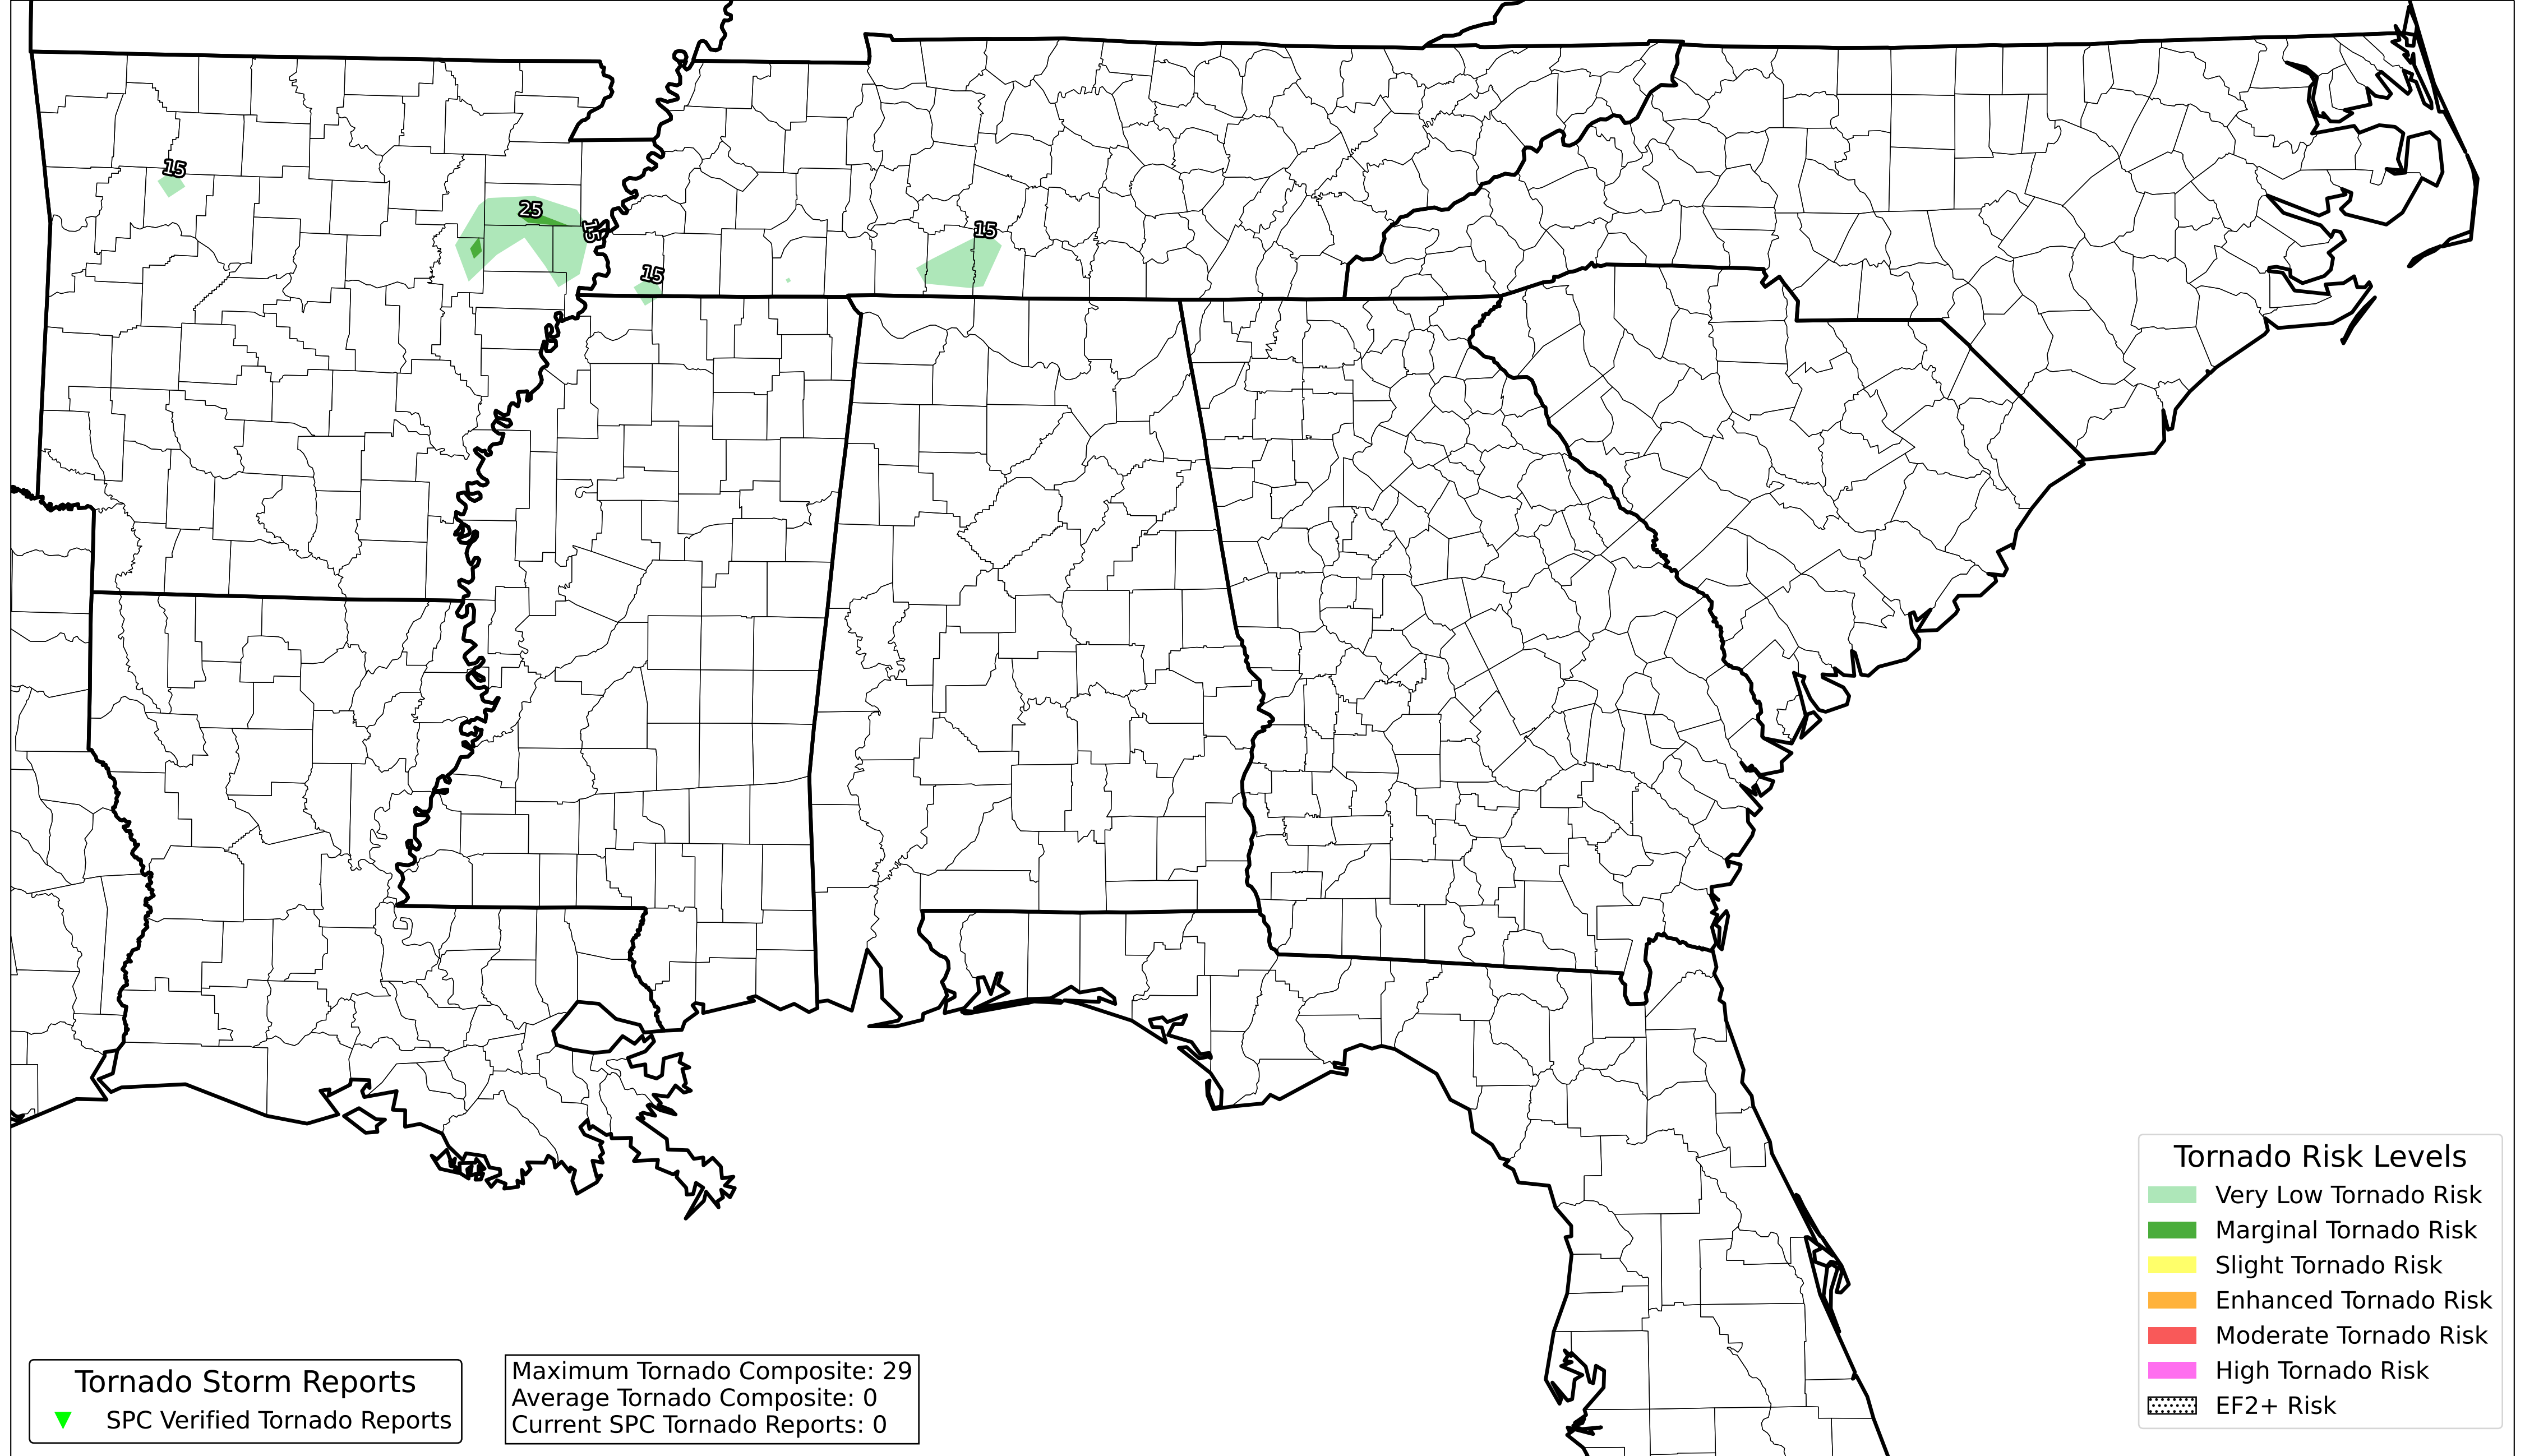 15
25
15
15
15
Tornado Risk Levels
Very Low Tornado Risk
Marginal Tornado Risk
Slight Tornado Risk
Enhanced Tornado Risk
Moderate Tornado Risk
High Tornado Risk
EF2+ Risk
Tornado Storm Reports
SPC Verified Tornado Reports
Maximum Tornado Composite: 29
Average Tornado Composite: 0
Current SPC Tornado Reports: 0